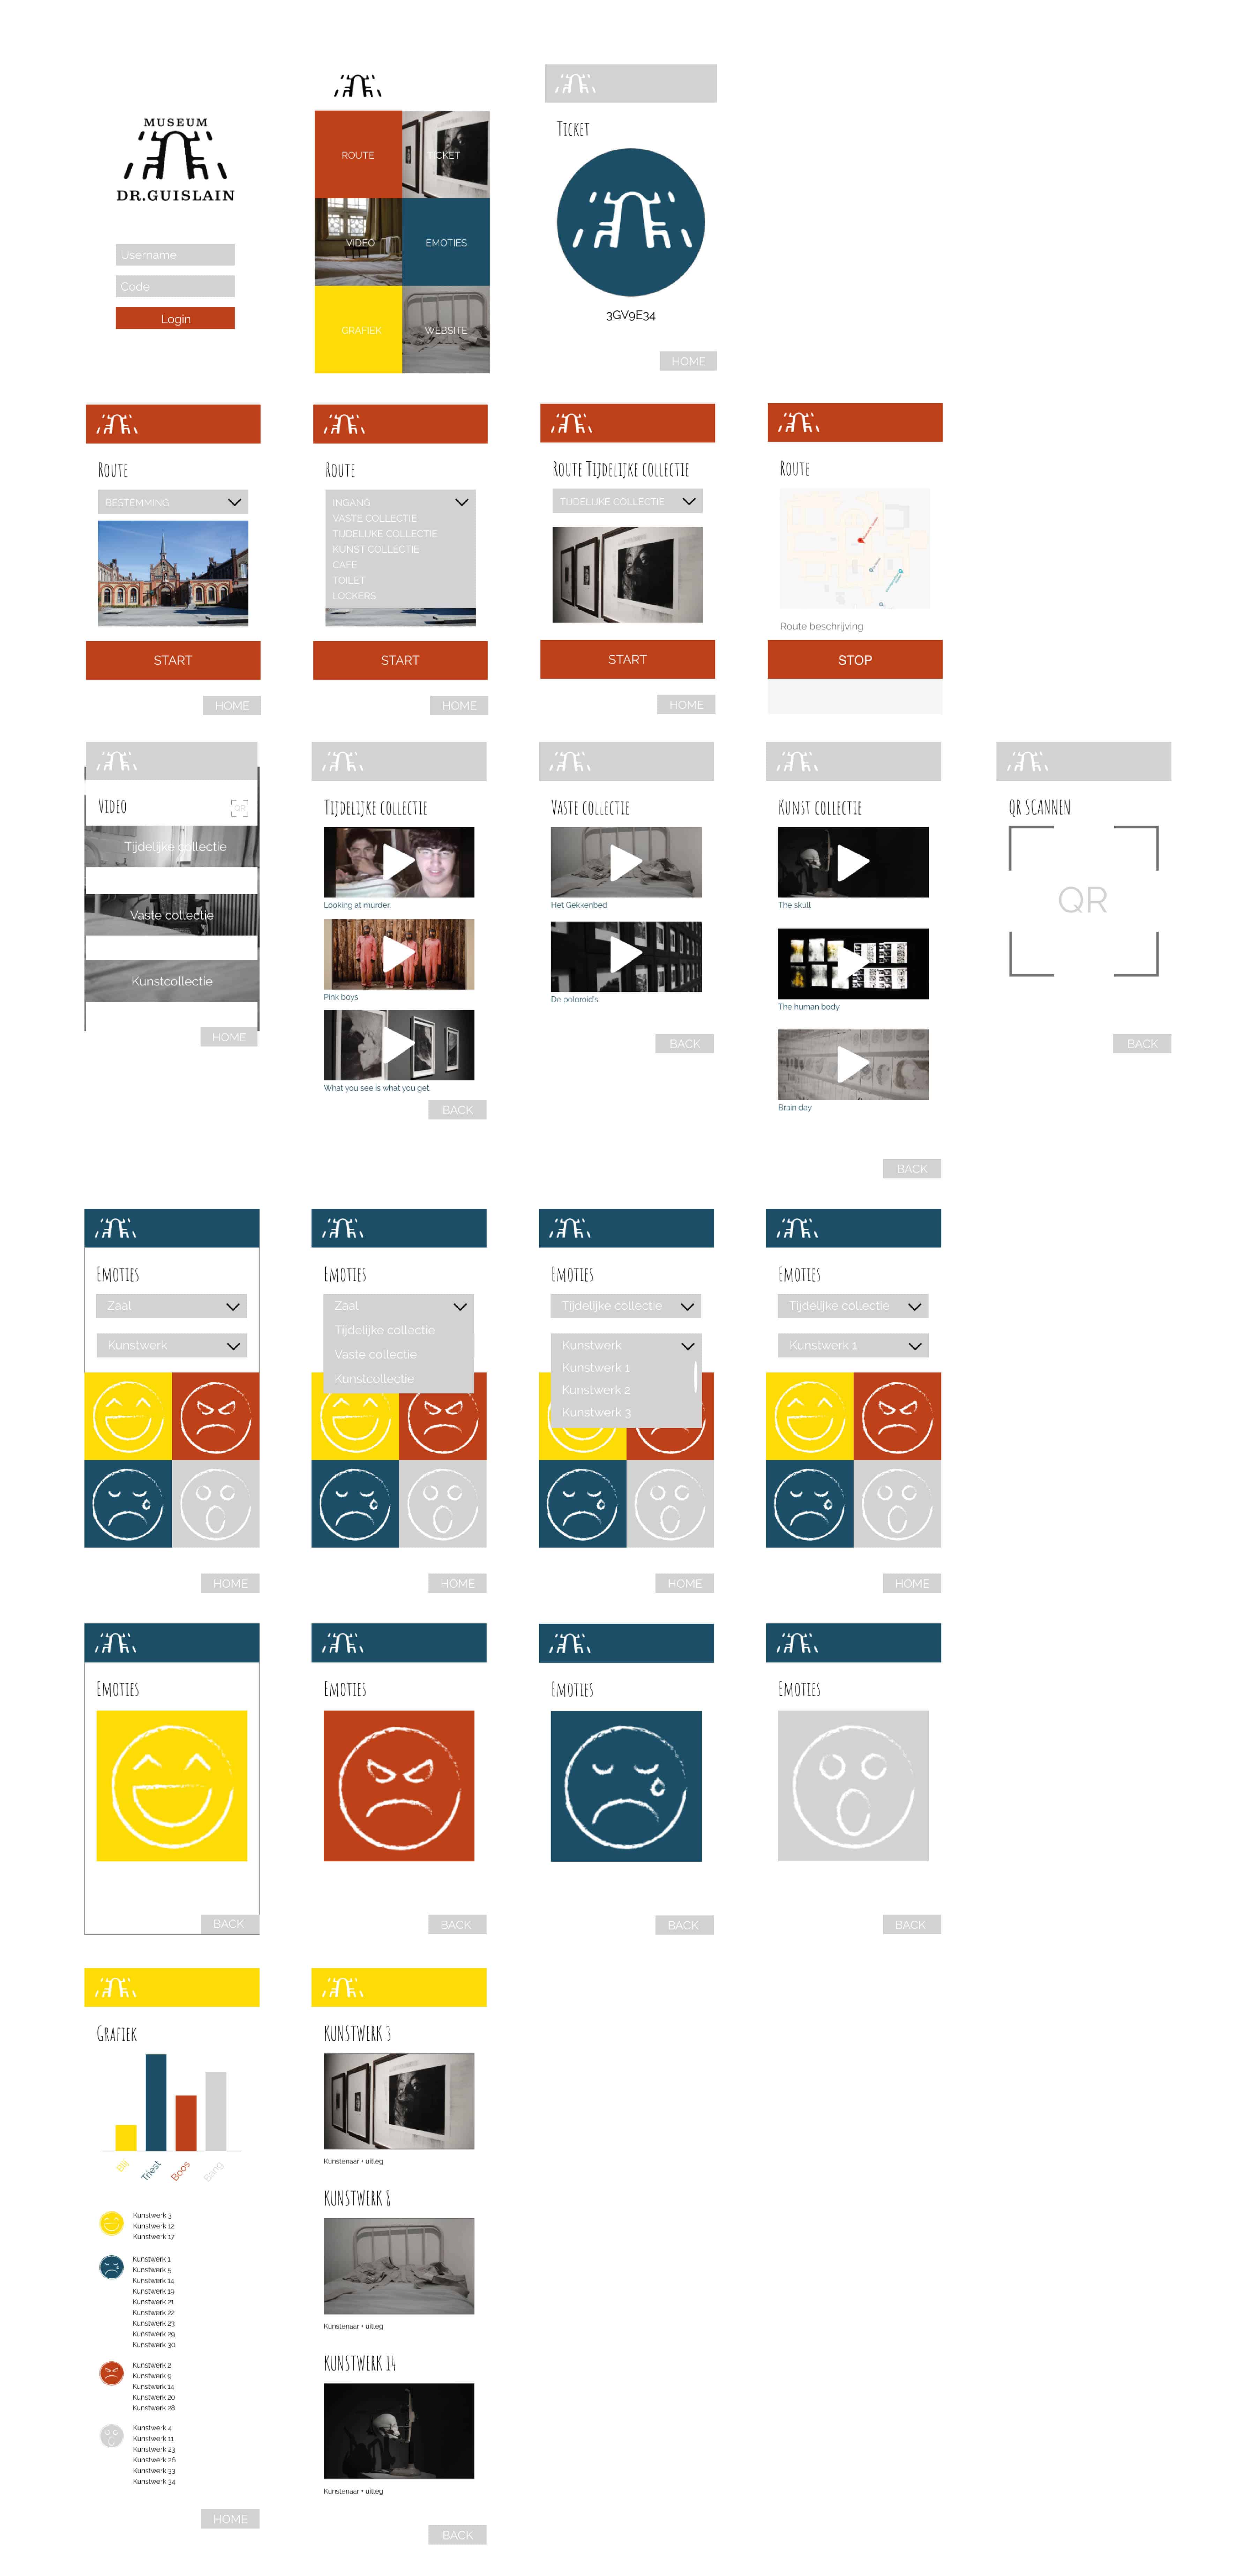 MUSEUM
DR.GUISLAIN
Username
Code
Login
ROUTE
TICKET
VIDEO
EMOTIES
GRAFIEK
WEBSITE
TICKET
3GV9E34
HOME
ROUTE
BESTEMMING
START
HOME
ROUTE
INGANG
VASTE COLLECTIE
TIJDELIJKE COLLECTIE
KUNST COLLECTIE
CAFE
TOILET
LOCKERS
START
HOME
ROUTE TIJDELIJKE COLLECTIE
TIJDELIJKE COLLECTIE
START
HOME
ROUTE
Route beschrijving
STOP
VIDEO
QR
Tijdelijke collectie
Vaste collectie
Kunstcollectie
HOME
TIJDELIJKE COLLECTIE
Looking at murder.
Pink boys
What you see is what you get.
BACK
VASTE COLLECTIE
Het Gekkenbed
De poloroid's
BACK
KUNST COLLECTIE
The skull
The human body
Brain day
BACK
QR SCANNEN
QR
BACK
EMOTIES
Zaal
Kunstwerk
HOME
EMOTIES
Zaal
Tijdelijke collectie
Vaste collectie
Kunstcollectie
HOME
EMOTIES
Tijdelijke collectie
Kunstwerk
Kunstwerk 1
Kunstwerk 2
Kunstwerk 3
HOME
EMOTIES
Tijdelijke collectie
Kunstwerk 1
HOME
EMOTIES
BACK
EMOTIES
BACK
EMOTIES
BACK
EMOTIES
BACK
GRAFIEK
Blij
Triest
Boos
Bang
Kunstwerk 3
Kunstwerk 12
Kunstwerk 17
Kunstwerk 1
Kunstwerk 5
Kunstwerk 14
Kunstwerk 19
Kunstwerk 21
Kunstwerk 22
Kunstwerk 23
Kunstwerk 29
Kunstwerk 30
Kunstwerk 2
Kunstwerk 9
Kunstwerk 14
Kunstwerk 20
Kunstwerk 28
Kunstwerk 4
Kunstwerk 11
Kunstwerk 23
Kunstwerk 26
Kunstwerk 33
Kunstwerk 34
HOME
KUNSTWERK 3
Kunstenaar + uitleg
KUNSTWERK 8
Kunstenaar + uitleg
KUNSTWERK 14
Kunstenaar + uitleg
BACK